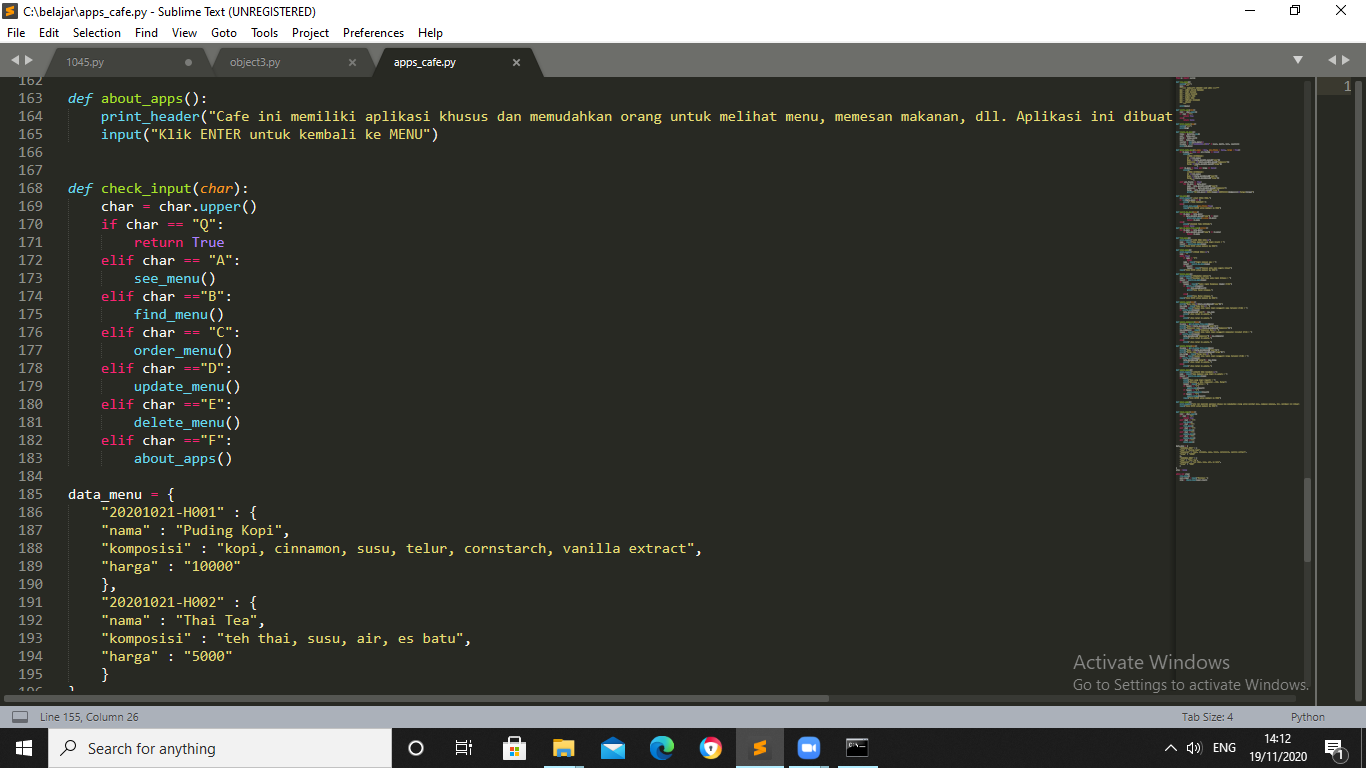 C:\belajar\apps_cafe.py - Sublime Text (UNREGISTERED)
File Edit Selection Find View Goto Tools Project Preferences Help
1045.py object3.py apps_cafe.py
162
163 def about_apps():
164 print_header("Cafe ini memiliki aplikasi khusus dan memudahkan orang untuk melihat menu, memesan makanan, dll. Aplikasi ini dibuat
165 input("Klik ENTER untuk kembali ke MENU")
166
167
168 def check_input(char):
169 char = char.upper()
170 if char == "Q":
171 return True
172 elif char == "A":
173 see_menu()
174 elif char =="B":
175 find_menu()
176 elif char == "C":
177 order_menu()
178 elif char =="D":
179 update_menu()
180 elif char =="E":
181 delete_menu()
182 elif char =="F":
183 about_apps()
184
185 data_menu = {
186 "20201021-H001" : {
187 "nama" : "Puding Kopi",
188 "komposisi" : "kopi, cinnamon, susu, telur, cornstarch, vanilla extract",
189 "harga" : "10000"
190 },
191 "20201021-H002" : {
192 "nama" : "Thai Tea",
193 "komposisi" : "teh thai, susu, air, es batu",
194 "harga" : "5000"
195 }
196 }
1
Activate Windows
Go to Settings to activate Windows.
Line 155, Column 26 Tab Size: 4 Python
Search for anything
ENG
14:12
19/11/2020
1